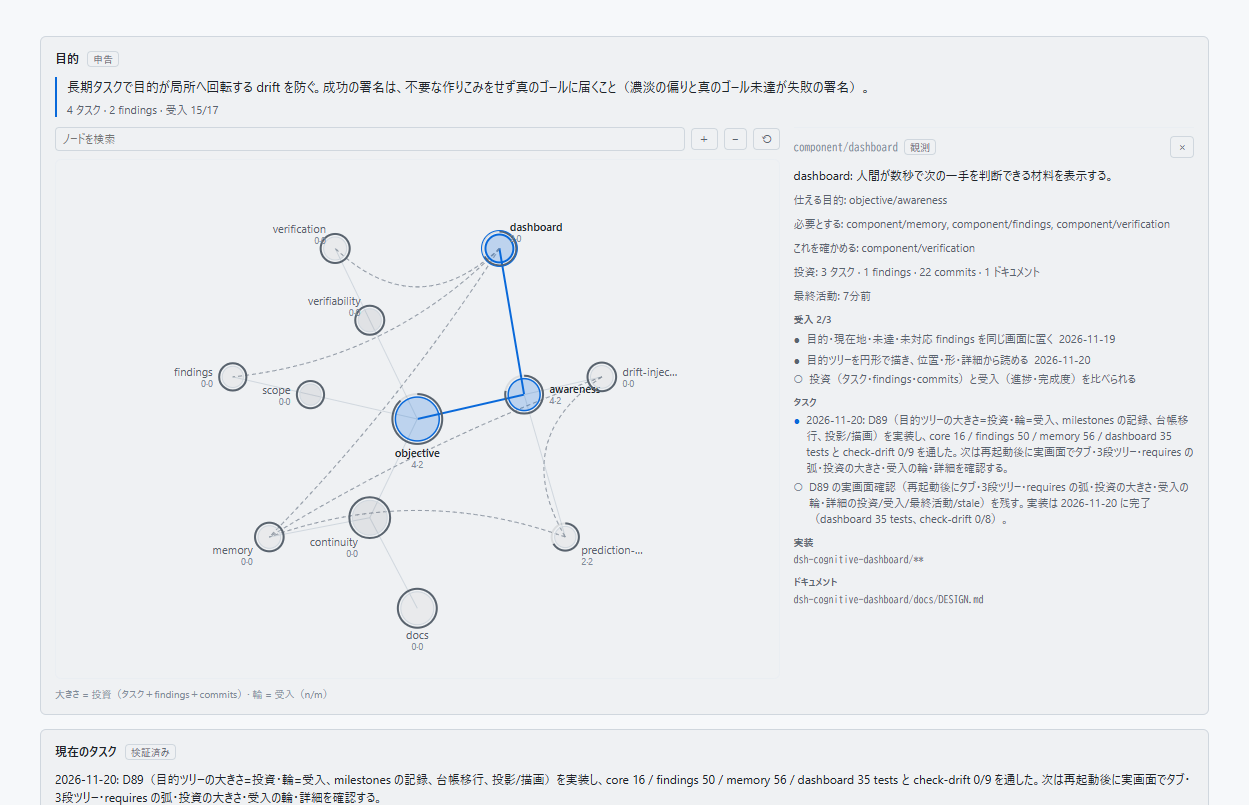 目的 申告
長期タスクで目的が局所へ回転する drift を防ぐ。成功の署名は、不要な作りこみをせず真のゴールに届くこと（濃淡の偏りと真のゴール未達が失敗の署名）。
4 タスク · 2 findings · 受入 15/17
ノードを検索
+ − ↺
verification
dashboard
verifiability
findings
0·0
scope
0·0
drift-injec...
0·0
awareness
4·2
objective
4·2
memory
0·0
continuity
0·0
prediction-...
2·2
docs
0·0
大きさ = 投資（タスク＋findings＋commits）· 輪 = 受入（n/m）
component/dashboard 観測 ×
dashboard: 人間が数秒で次の一手を判断できる材料を表示する。
仕える目的: objective/awareness
必要とする: component/memory, component/findings, component/verification
これを確かめる: component/verification
投資: 3 タスク · 1 findings · 22 commits · 1 ドキュメント
最終活動: 7分前
受入 2/3
● 目的・現在地・未達・未対応 findings を同じ画面に置く 2026-11-19
● 目的ツリーを円形で描き、位置・形・詳細から読める 2026-11-20
○ 投資（タスク・findings・commits）と受入（進捗・完成度）を比べられる
タスク
● 2026-11-20: D89（目的ツリーの大きさ=投資・輪=受入、milestones の記録、台帳移
行、投影/描画）を実装し、core 16 / findings 50 / memory 56 / dashboard 35
tests と check-drift 0/9 を通した。次は再起動後に実画面でタブ・3段ツリー・requires の
弧・投資の大きさ・受入の輪・詳細を確認する。
○ D89 の実画面確認（再起動後にタブ・3段ツリー・requires の弧・投資の大きさ・受入の
輪・詳細の投資/受入/最終活動/stale）を残す。実装は 2026-11-20 に完了
（dashboard 35 tests、check-drift 0/8）。
実装
dsh-cognitive-dashboard/**
ドキュメント
dsh-cognitive-dashboard/docs/DESIGN.md
現在のタスク 検証済み
2026-11-20: D89（目的ツリーの大きさ=投資・輪=受入、milestones の記録、台帳移行、投影/描画）を実装し、core 16 / findings 50 / memory 56 / dashboard 35 tests と check-drift 0/9 を通した。次は再起動後に実画面でタブ・
3段ツリー・requires の弧・投資の大きさ・受入の輪・詳細を確認する。